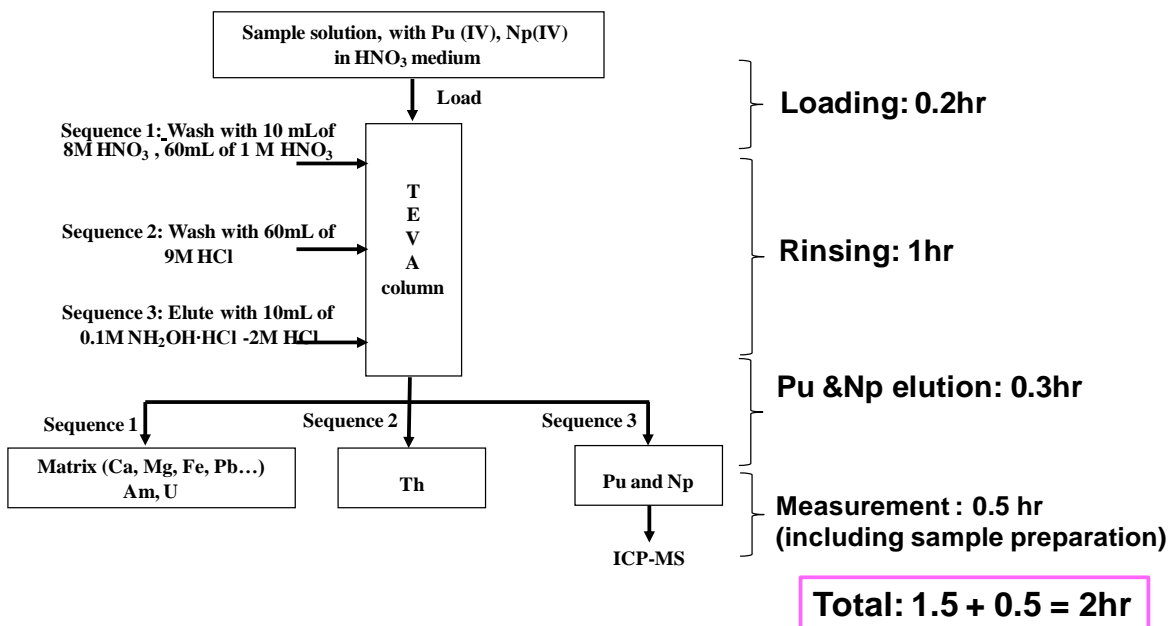 Sample solution, with Pu (IV), Np(IV)
in HNO₃ medium
Load
Loading: 0.2hr
Sequence 1: Wash with 10 mLof
8M HNO₃ , 60mL of 1 M HNO₃
T
E
V
A
column
Sequence 2: Wash with 60mL of
9M HCl
Rinsing: 1hr
Sequence 3: Elute with 10mL of
0.1M NH₂OH·HCl -2M HCl
Pu &Np elution: 0.3hr
Sequence 1
Sequence 2
Sequence 3
Matrix (Ca, Mg, Fe, Pb…)
Am, U
Th
Pu and Np
Measurement : 0.5 hr
(including sample preparation)
ICP-MS
Total: 1.5 + 0.5 = 2hr